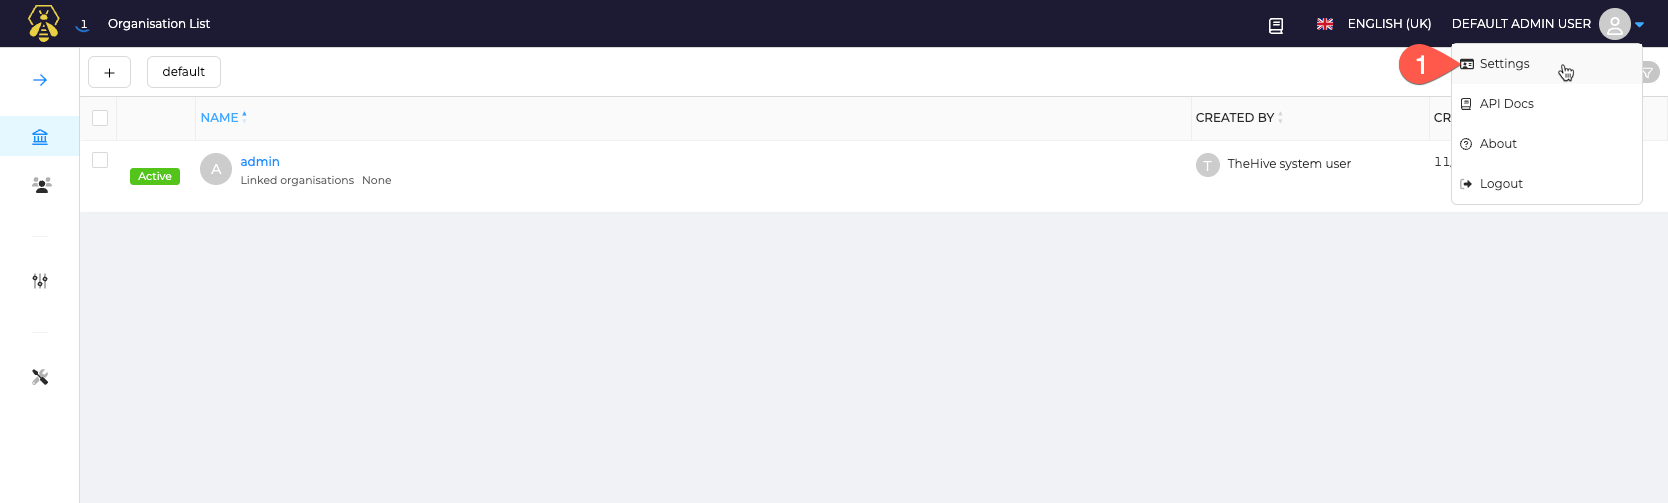 1 Organisation List ENGLISH (UK) DEFAULT ADMIN USER
+ default
1 Settings
API Docs
About
Logout
NAME CREATED BY CR
A admin
Linked organisations None
Active
T TheHive system user
11